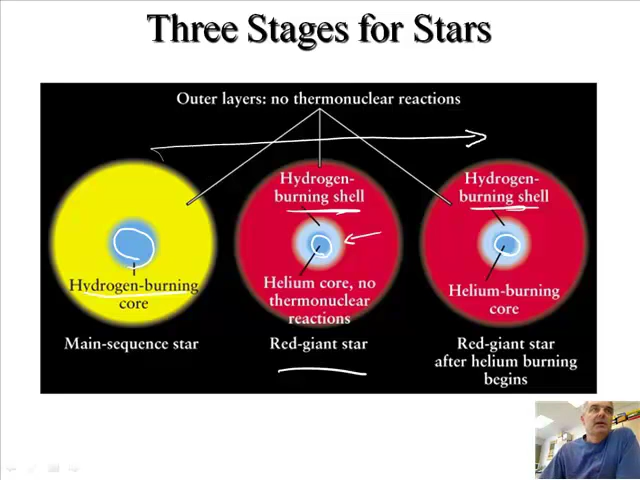 Three Stages for Stars
Outer layers: no thermonuclear reactions
Hydrogen-
burning shell
Hydrogen-
burning shell
Hydrogen-burning
core
Helium core, no
thermonuclear
reactions
Helium-burning
core
Main-sequence star
Red-giant star
Red-giant star
after helium burning
begins